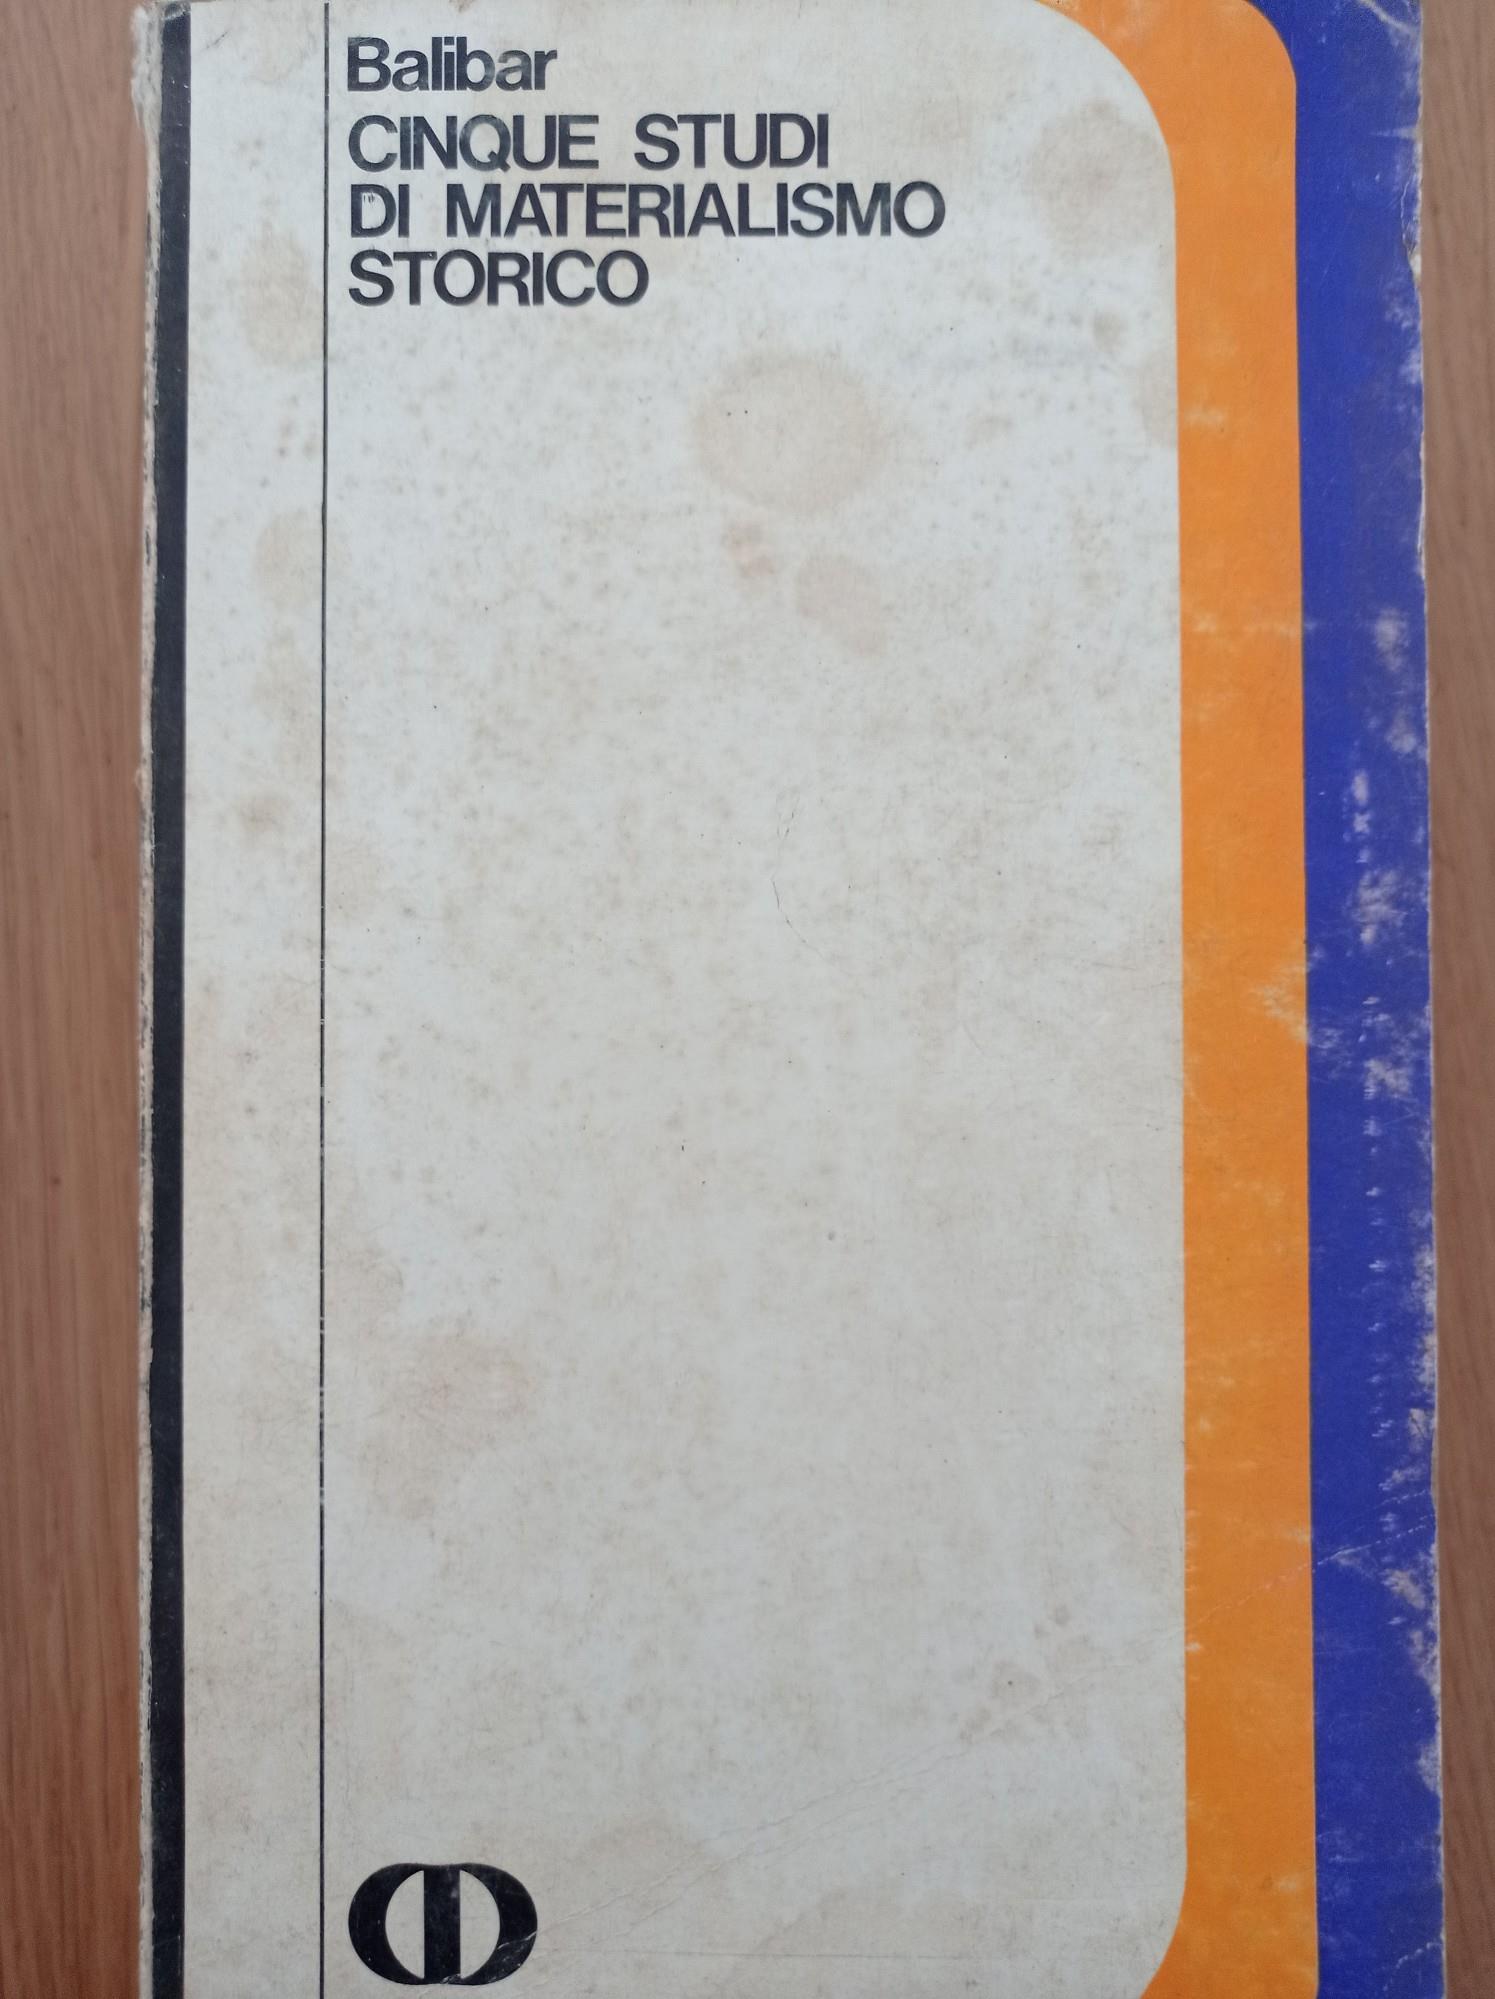 Balibar
CINQUE STUDI
DI MATERIALISMO
STORICO